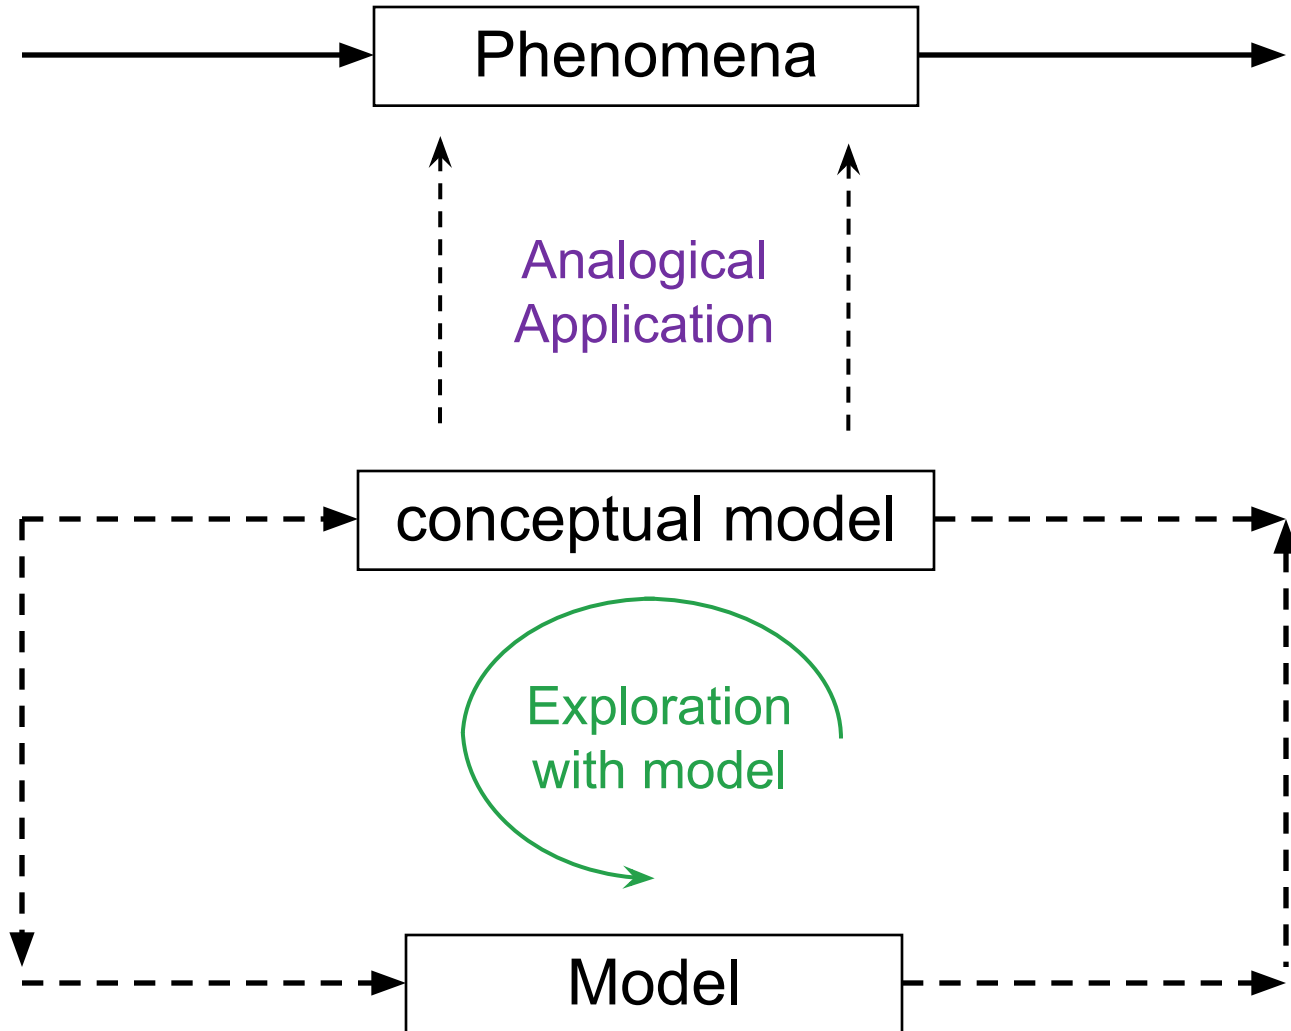 Phenomena
Analogical
Application
conceptual model
Exploration
with model
Model